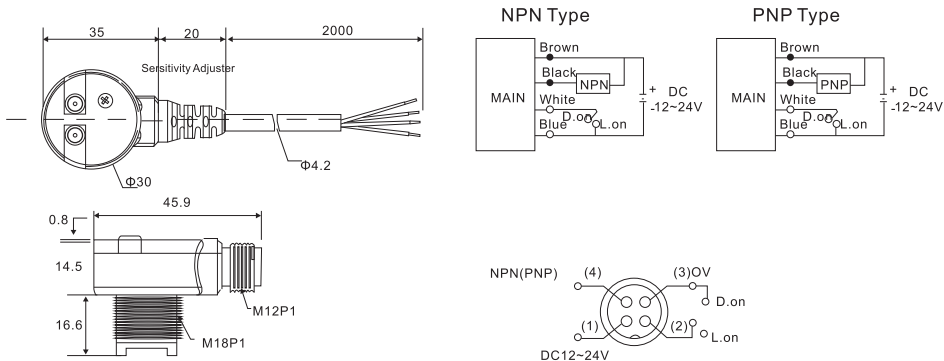 35
20
2000
Sersitivity Adjuster
Φ4.2
Φ30
45.9
0.8
14.5
16.6
M12P1
M18P1
NPN Type
Brown
Black
NPN
MAIN
White
D.on
L.on
Blue
+ DC
-12~24V
PNP Type
Brown
Black
PNP
MAIN
White
D.on
L.on
Blue
+ DC
-12~24V
NPN(PNP)
(4)
(3)OV
D.on
(1)
(2)
L.on
DC12~24V